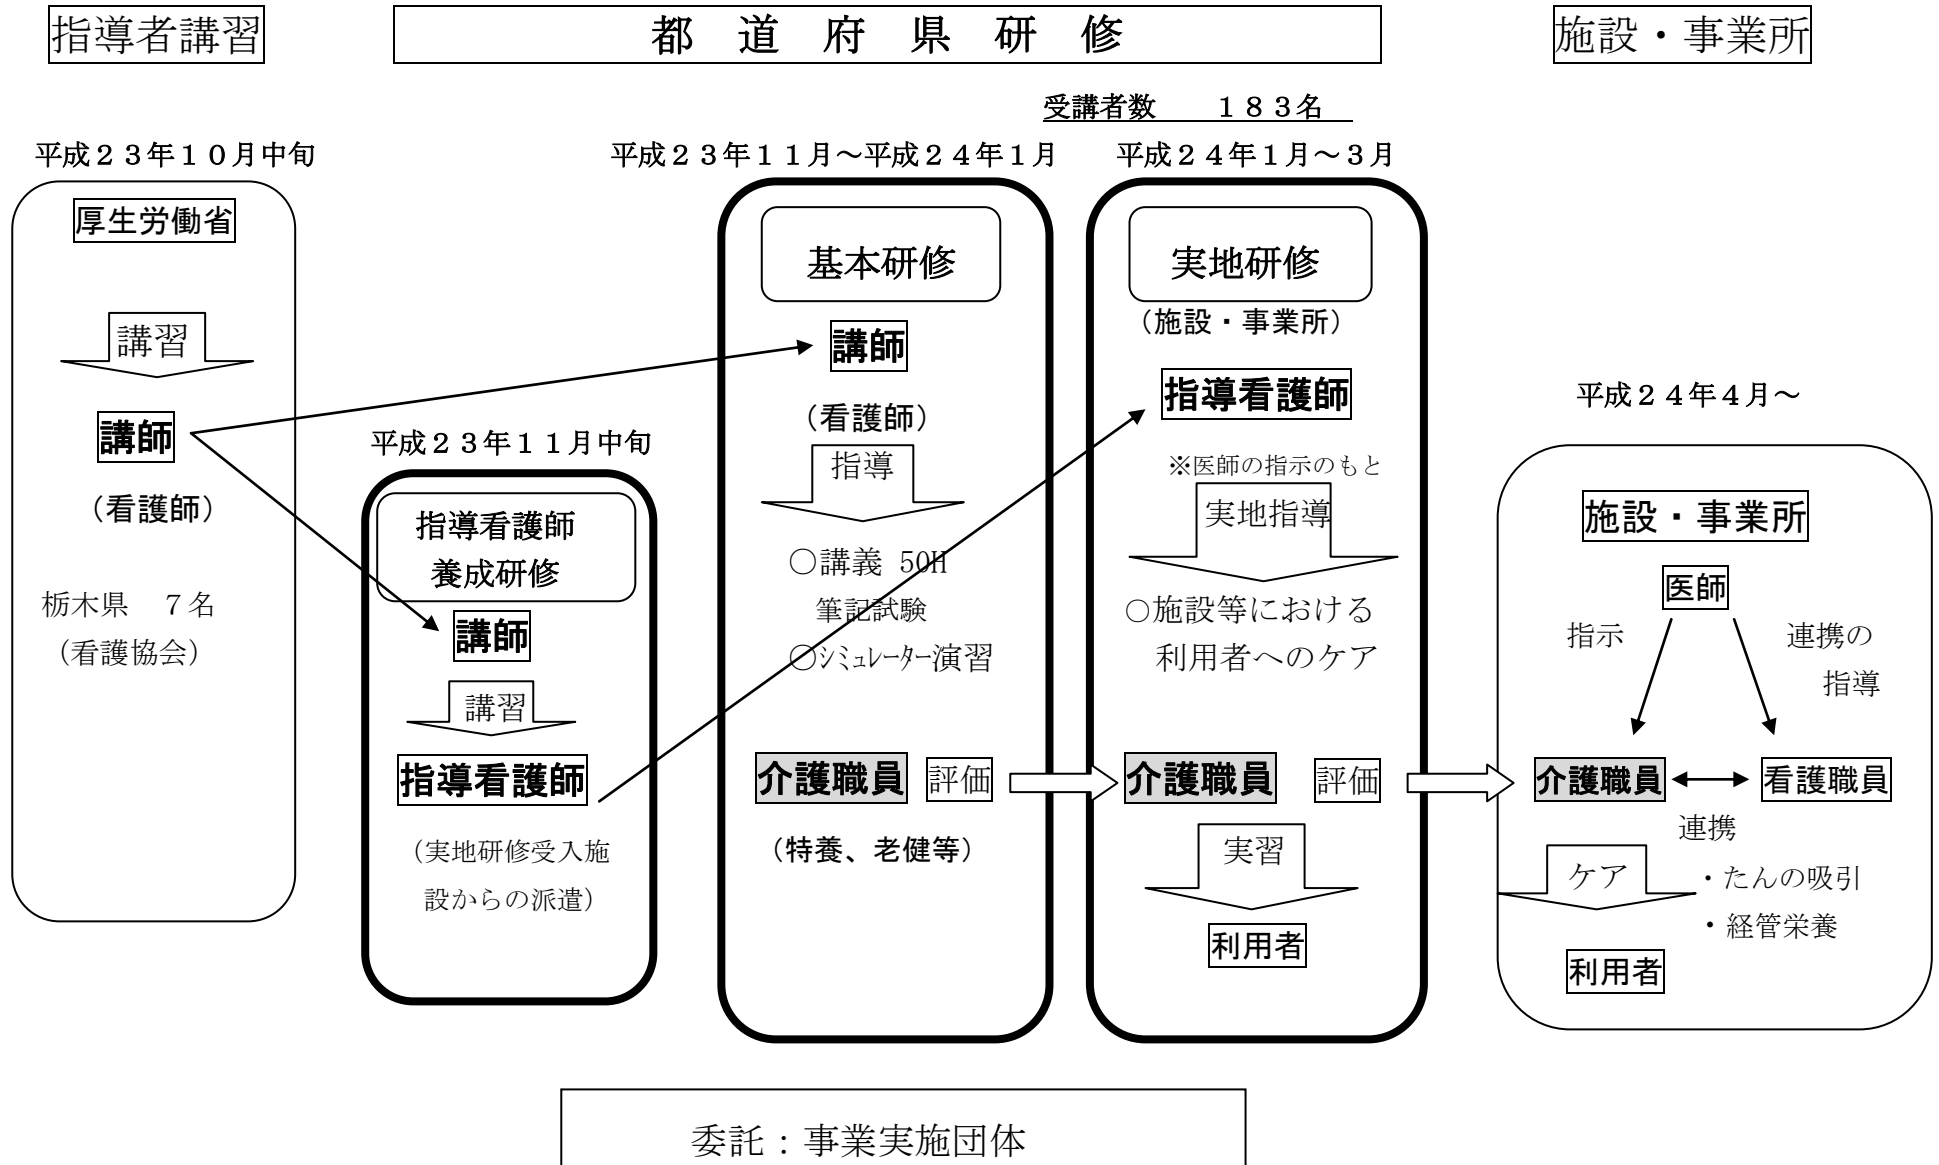 指導者講習
都 道 府 県 研 修
施設・事業所
受講者数 183名
平成23年10月中旬
厚生労働省
講習
講師
(看護師)
栃木県 7名
(看護協会)
平成23年11月中旬
指導看護師
養成研修
講師
講習
指導看護師
(実地研修受入施
設からの派遣)
平成23年11月~平成24年1月
基本研修
講師
(看護師)
指導
○講義 50H
筆記試験
○シミュレーター演習
介護職員
評価
(特養、老健等)
平成24年1月~3月
実地研修
(施設・事業所)
指導看護師
※医師の指示のもと
実地指導
○施設等における
利用者へのケア
介護職員
評価
実習
利用者
平成24年4月~
施設・事業所
医師
指示
連携の
指導
介護職員
看護職員
連携
ケア
・たんの吸引
・経管栄養
利用者
委託：事業実施団体